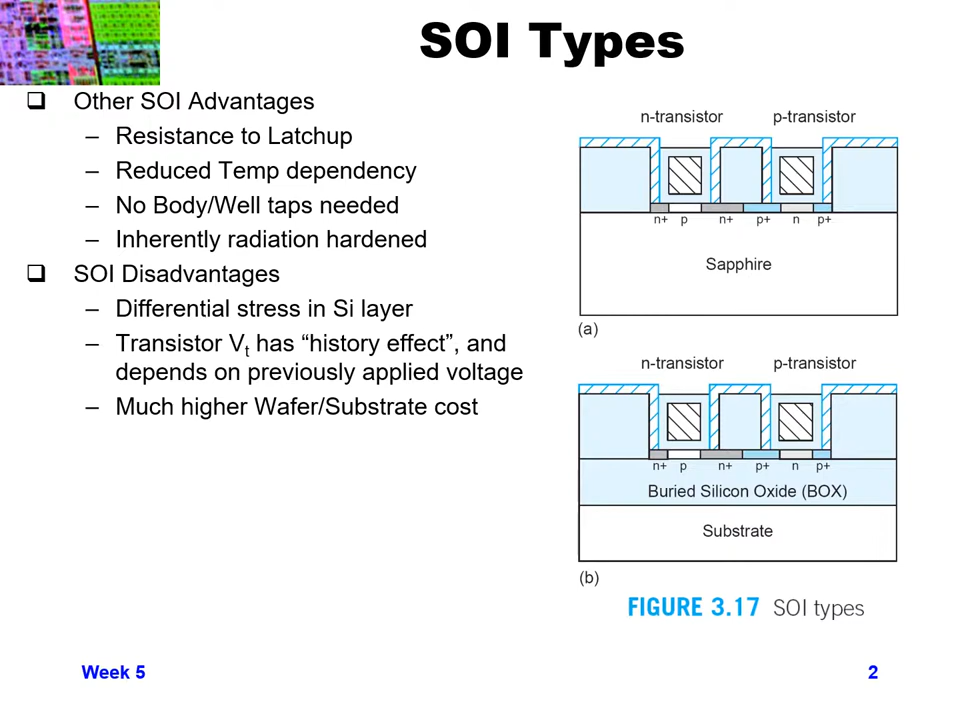 SOI Types
❑ Other SOI Advantages
– Resistance to Latchup
– Reduced Temp dependency
– No Body/Well taps needed
– Inherently radiation hardened
❑ SOI Disadvantages
– Differential stress in Si layer
– Transistor Vt has “history effect”, and
depends on previously applied voltage
– Much higher Wafer/Substrate cost
n-transistor p-transistor
n+ p n+ p+ n p+
Sapphire
(a)
n-transistor p-transistor
n+ p n+ p+ n p+
Buried Silicon Oxide (BOX)
Substrate
(b)
FIGURE 3.17 SOI types
Week 5 2